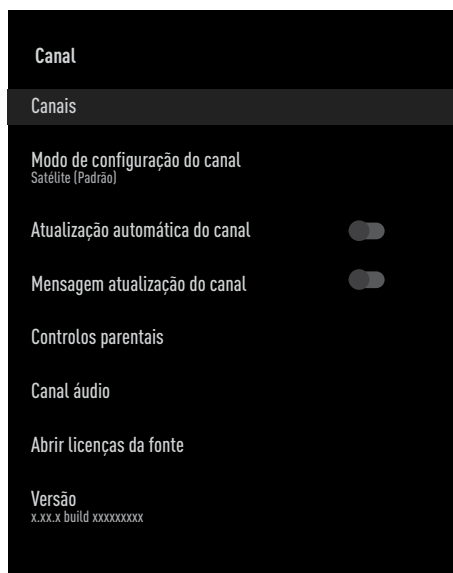 Canal
Canais
Modo de configuração do canal
Satélite (Padrão)
Atualização automática do canal
Mensagem atualização do canal
Controlos parentais
Canal áudio
Abrir licenças da fonte
Versão
x.xx.x build xxxxxxxxx